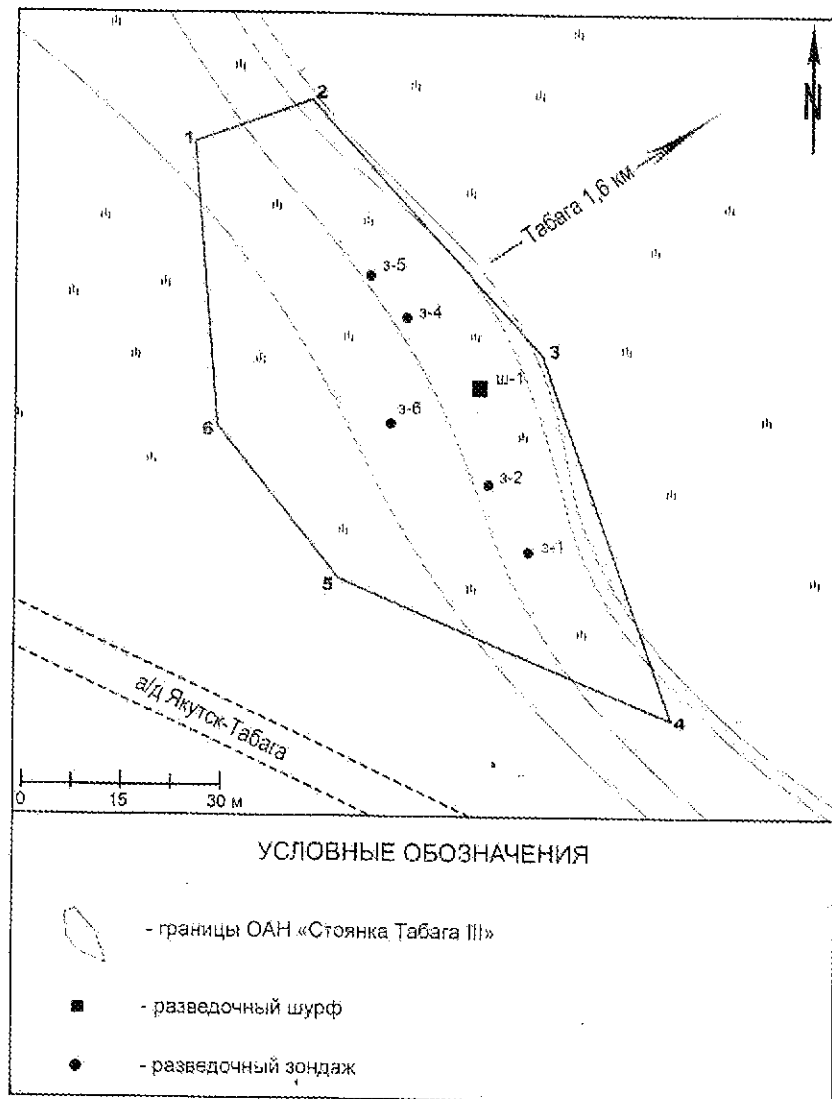 N
1
2
Табага 1,6 км
з-5
з-4
3
ш-1
з-6
6
з-2
з-1
5
4
а/д Якутск-Табага
0 15 30 м
УСЛОВНЫЕ ОБОЗНАЧЕНИЯ
- границы ОАН «Стоянка Табага III»
- разведочный шурф
- разведочный зондаж